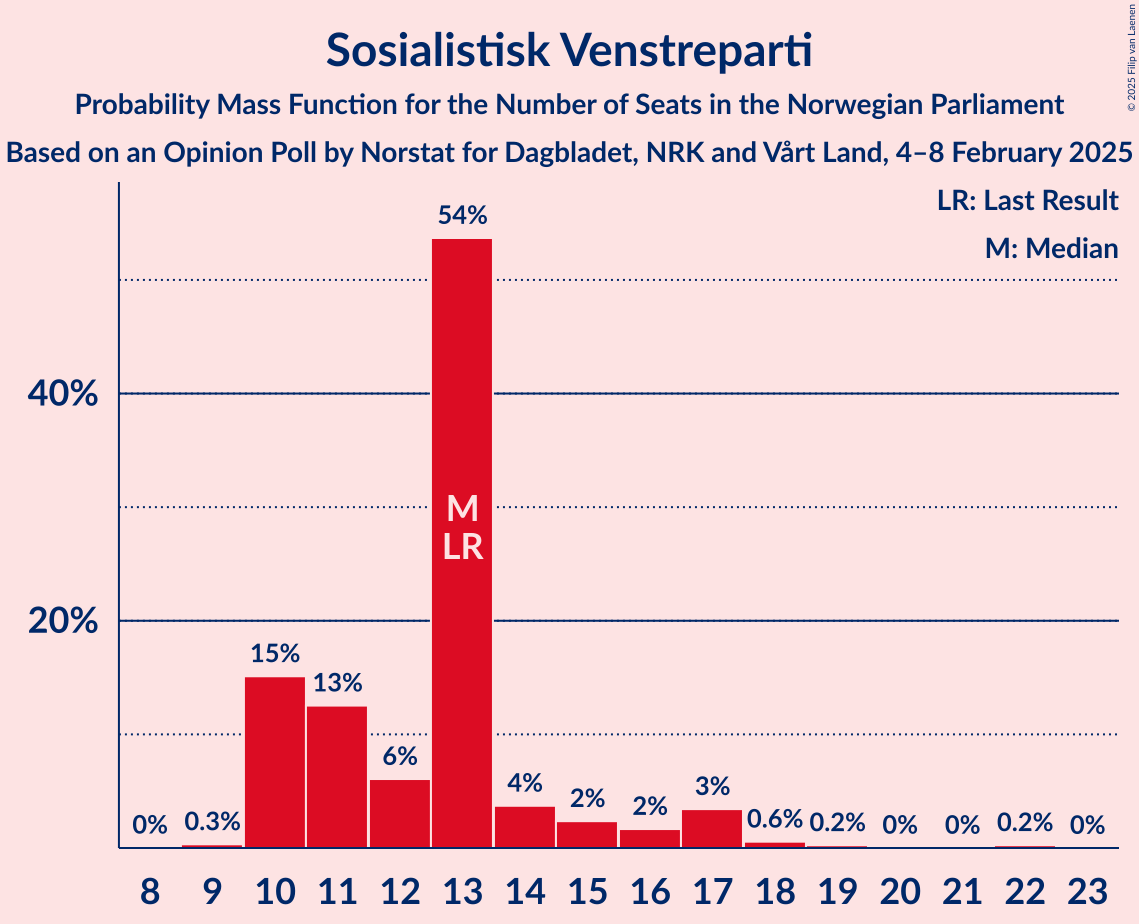 Sosialistisk Venstreparti
Probability Mass Function for the Number of Seats in the Norwegian Parliament
Based on an Opinion Poll by Norstat for Dagbladet, NRK and Vårt Land, 4–8 February 2025
© 2025 Filip van Laenen
LR: Last Result
M: Median
40%
20%
0%
0.3%
15%
13%
6%
54%
M
LR
4%
2%
2%
3%
0.6%
0.2%
0%
0%
0.2%
0%
8 9 10 11 12 13 14 15 16 17 18 19 20 21 22 23